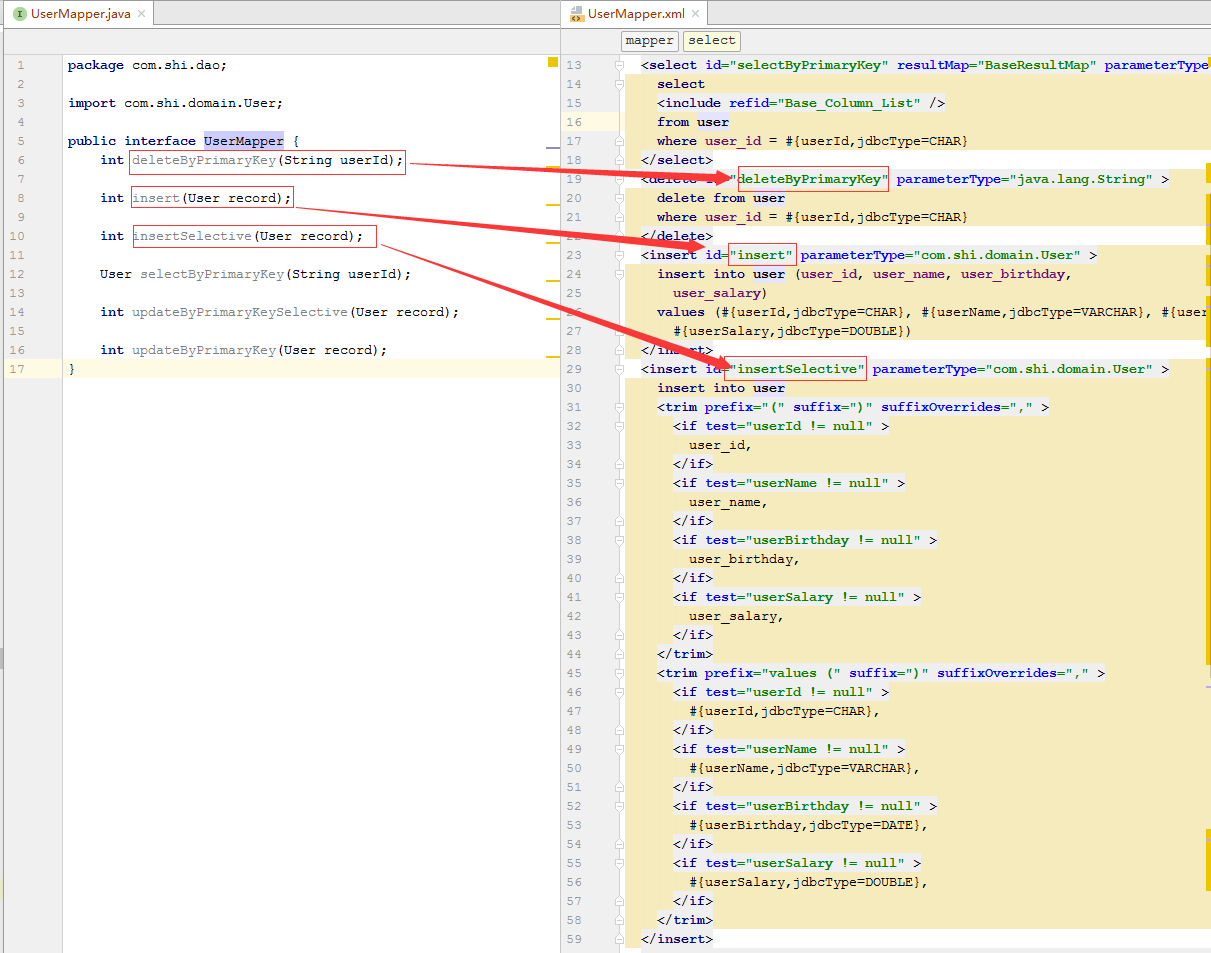 UserMapper.java
1 package com.shi.dao;
2
3 import com.shi.domain.User;
4
5 public interface UserMapper {
6 int deleteByPrimaryKey(String userId);
7
8 int insert(User record);
9
10 int insertSelective(User record);
11
12 User selectByPrimaryKey(String userId);
13
14 int updateByPrimaryKeySelective(User record);
15
16 int updateByPrimaryKey(User record);
17 }
UserMapper.xml
mapper select
13 <select id="selectByPrimaryKey" resultMap="BaseResultMap" parameterType
14 select
15 <include refid="Base_Column_List" />
16 from user
17 where user_id = #{userId,jdbcType=CHAR}
18 </select>
19 <delete id="deleteByPrimaryKey" parameterType="java.lang.String" >
20 delete from user
21 where user_id = #{userId,jdbcType=CHAR}
22 </delete>
23 <insert id="insert" parameterType="com.shi.domain.User" >
24 insert into user (user_id, user_name, user_birthday,
25 user_salary)
26 values (#{userId,jdbcType=CHAR}, #{userName,jdbcType=VARCHAR}, #{user
27 #{userSalary,jdbcType=DOUBLE})
28 </insert>
29 <insert id="insertSelective" parameterType="com.shi.domain.User" >
30 insert into user
31 <trim prefix="(" suffix=")" suffixOverrides="," >
32 <if test="userId != null" >
33 user_id,
34 </if>
35 <if test="userName != null" >
36 user_name,
37 </if>
38 <if test="userBirthday != null" >
39 user_birthday,
40 </if>
41 <if test="userSalary != null" >
42 user_salary,
43 </if>
44 </trim>
45 <trim prefix="values (" suffix=")" suffixOverrides="," >
46 <if test="userId != null" >
47 #{userId,jdbcType=CHAR},
48 </if>
49 <if test="userName != null" >
50 #{userName,jdbcType=VARCHAR},
51 </if>
52 <if test="userBirthday != null" >
53 #{userBirthday,jdbcType=DATE},
54 </if>
55 <if test="userSalary != null" >
56 #{userSalary,jdbcType=DOUBLE},
57 </if>
58 </trim>
59 </insert>